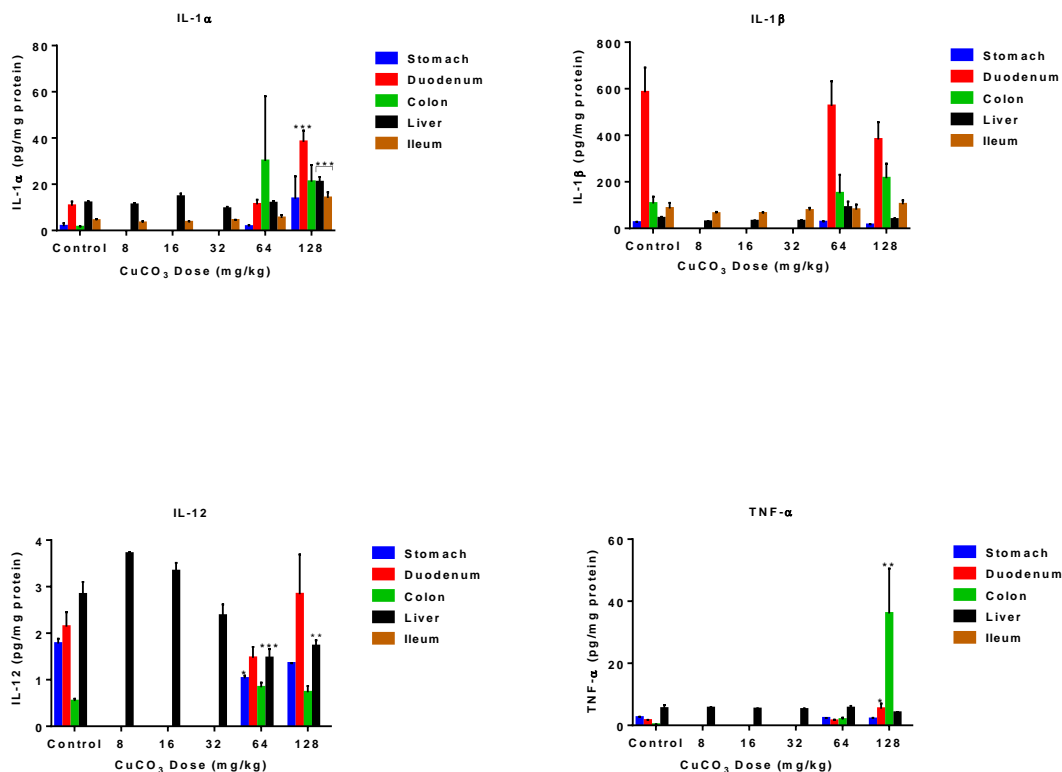 IL-1α
80
60
40
20
0
IL-1α (pg/mg protein)
***
***
Control 8 16 32 64 128
CuCO3 Dose (mg/kg)
Stomach
Duodenum
Colon
Liver
Ileum
IL-1β
800
600
400
200
0
IL-1β (pg/mg protein)
Control 8 16 32 64 128
CuCO3 Dose (mg/kg)
Stomach
Duodenum
Colon
Liver
Ileum
IL-12
4
3
2
1
0
IL-12 (pg/mg protein)
* *** **
Control 8 16 32 64 128
CuCO3 Dose (mg/kg)
Stomach
Duodenum
Colon
Liver
Ileum
TNF-α
60
40
20
0
TNF-α (pg/mg protein)
**
*
Control 8 16 32 64 128
CuCO3 Dose (mg/kg)
Stomach
Duodenum
Colon
Liver
Ileum